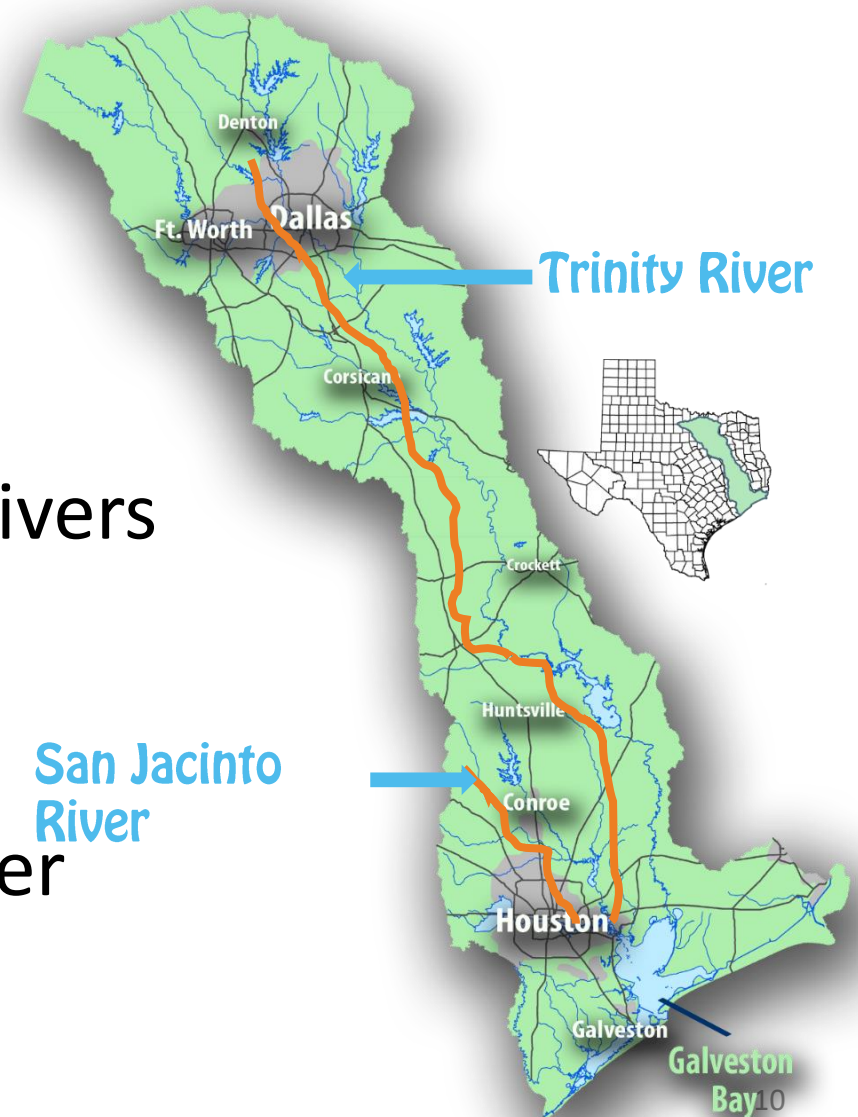 Denton
Dallas
Ft. Worth
Trinity River
Corsican
ivers
Crockett
Huntsville
San Jacinto
River
Conroe
er
Houston
Galveston
Galveston
Bay
10